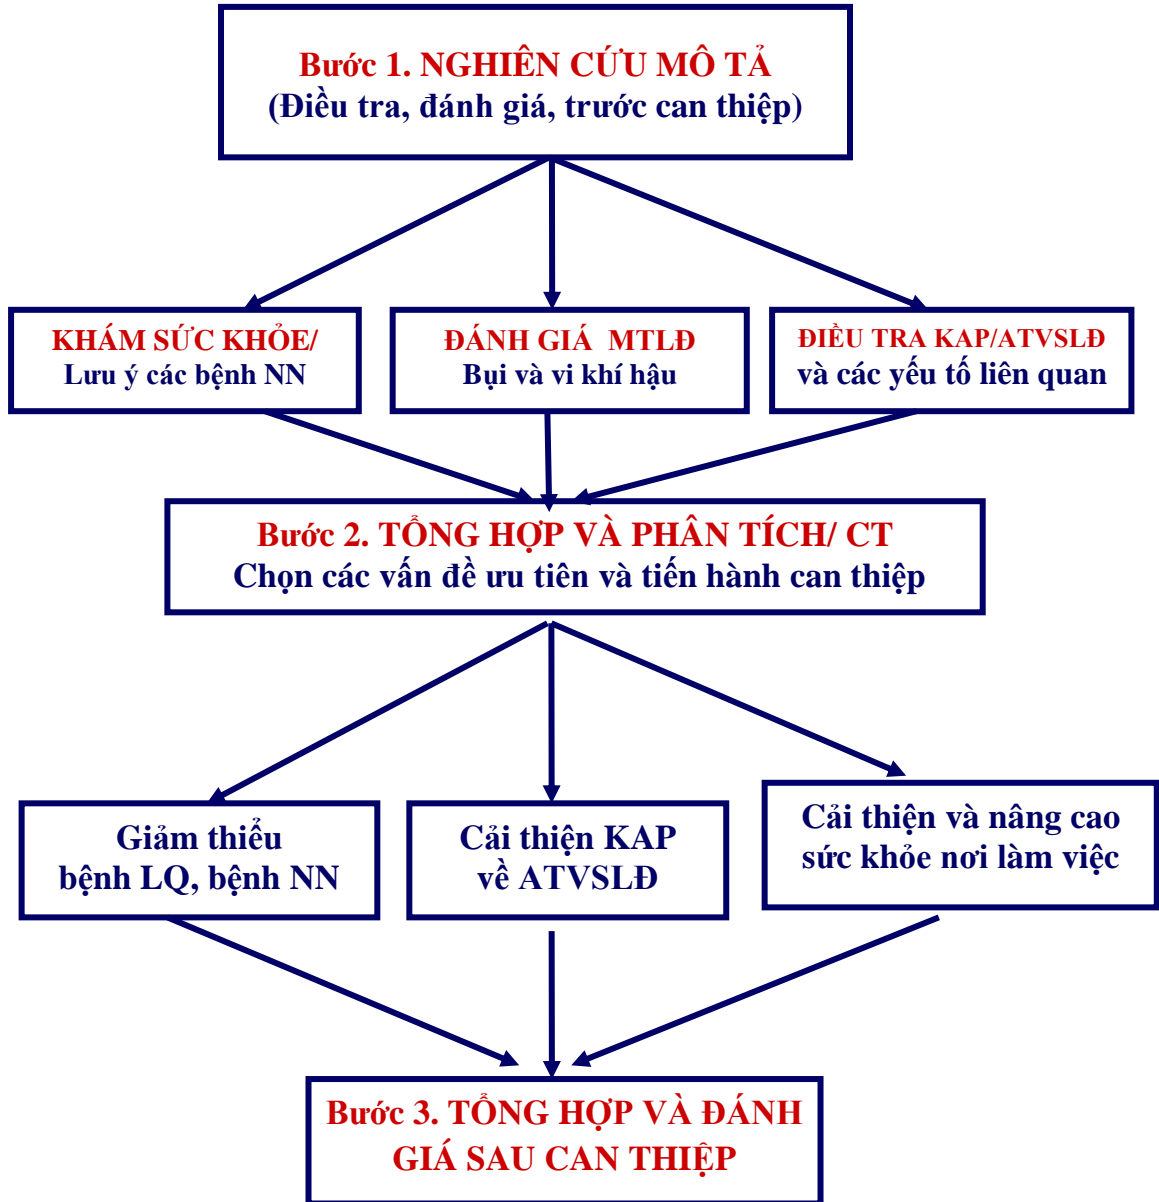 Bước 1. NGHIÊN CỨU MÔ TẢ
(Điều tra, đánh giá, trước can thiệp)
KHÁM SỨC KHỎE/
Lưu ý các bệnh NN
ĐÁNH GIÁ MTLĐ
Bụi và vi khí hậu
ĐIỀU TRA KAP/ATVSLĐ
và các yếu tố liên quan
Bước 2. TỔNG HỢP VÀ PHÂN TÍCH/ CT
Chọn các vấn đề ưu tiên và tiến hành can thiệp
Giảm thiểu
bệnh LQ, bệnh NN
Cải thiện KAP
về ATVSLĐ
Cải thiện và nâng cao
sức khỏe nơi làm việc
Bước 3. TỔNG HỢP VÀ ĐÁNH
GIÁ SAU CAN THIỆP